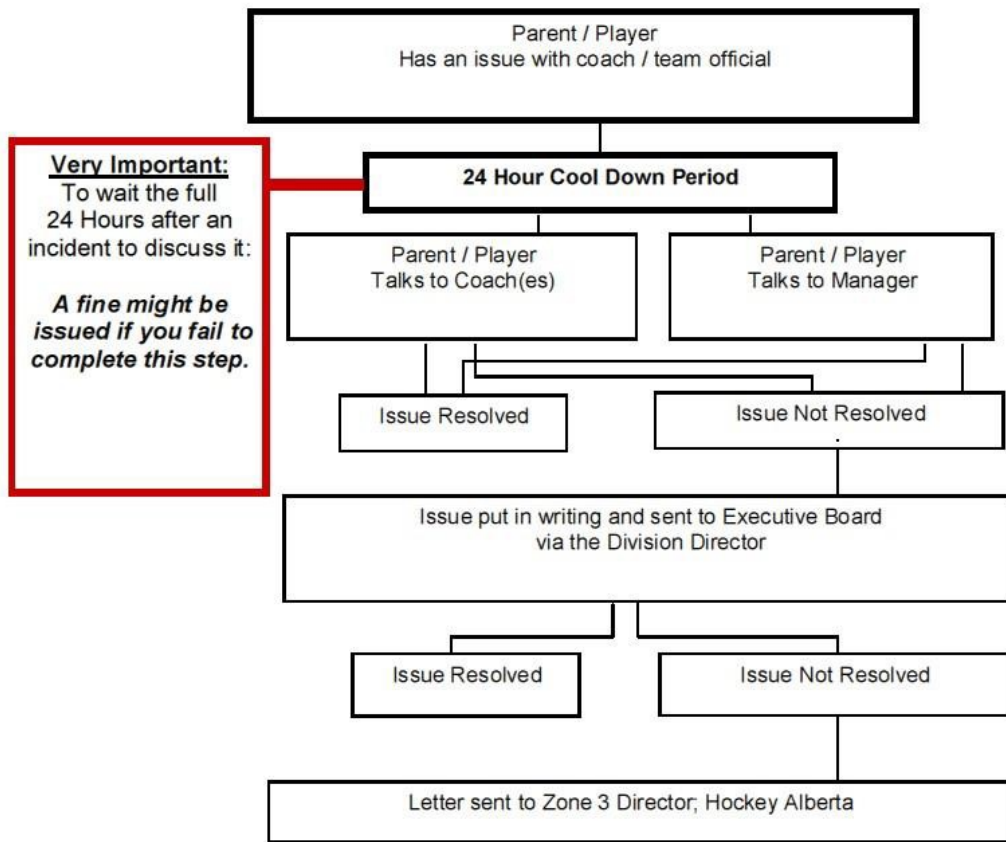 Parent / Player
Has an issue with coach / team official
Very Important:
To wait the full
24 Hours after an
incident to discuss it:
A fine might be
issued if you fail to
complete this step.
24 Hour Cool Down Period
Parent / Player
Talks to Coach(es)
Parent / Player
Talks to Manager
Issue Resolved
Issue Not Resolved
.
Issue put in writing and sent to Executive Board
via the Division Director
Issue Resolved
Issue Not Resolved
Letter sent to Zone 3 Director; Hockey Alberta